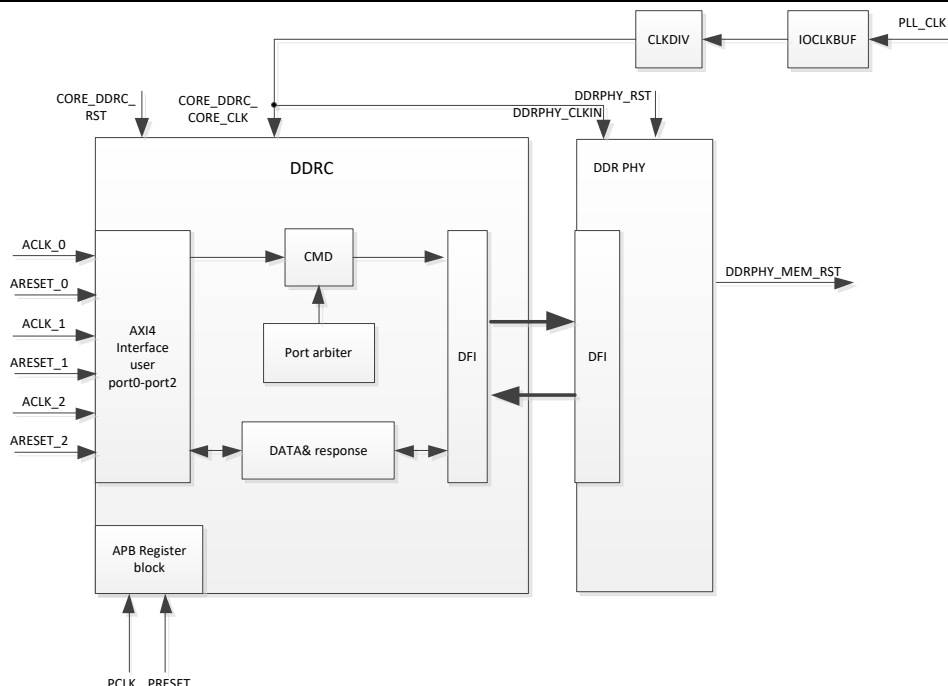 PLL_CLK
CLKDIV
IOCLKBUF
CORE_DDRC_
RST
CORE_DDRC_
CORE_CLK
DDRPHY_RST
DDRPHY_CLKIN
DDRC
DDR PHY
ACLK_0
ARESET_0
ACLK_1
ARESET_1
ACLK_2
ARESET_2
AXI4
Interface
user
port0-port2
CMD
Port arbiter
DATA& response
DFI
DFI
DDRPHY_MEM_RST
APB Register
block
PCLK
PRESET